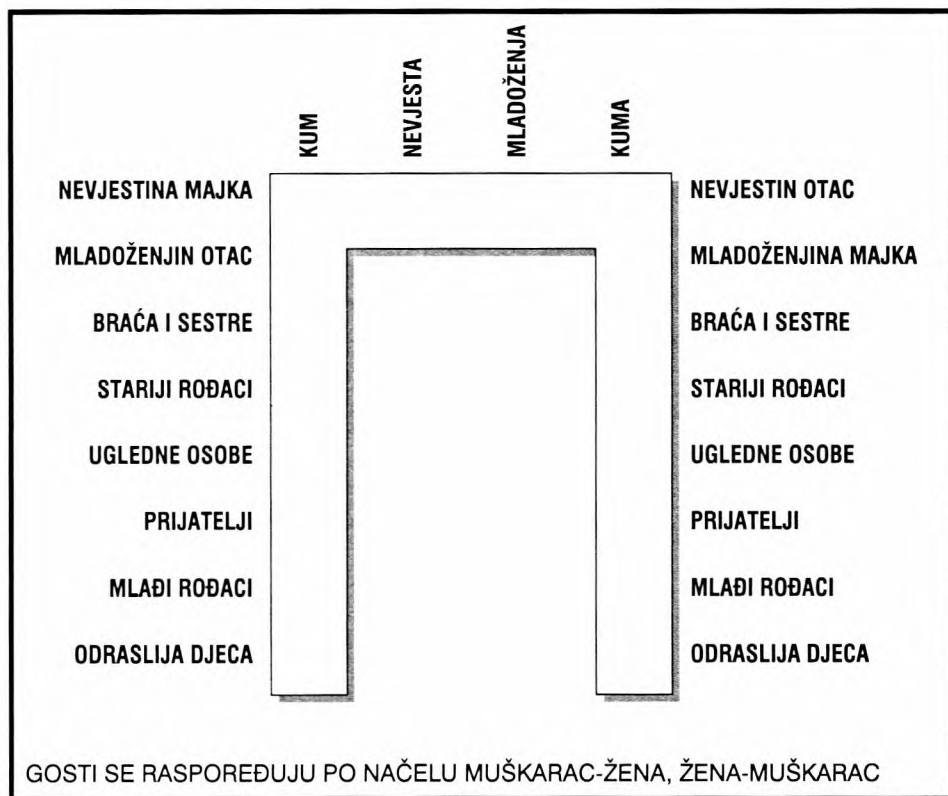 KUM
NEVJESTA
MLADOŽENJA
KUMA
NEVJESTINA MAJKA
NEVJESTIN OTAC
MLADOŽENJIN OTAC
MLADOŽENJINA MAJKA
BRAĆA I SESTRE
BRAĆA I SESTRE
STARIJI ROĐACI
STARIJI ROĐACI
UGLEDNE OSOBE
UGLEDNE OSOBE
PRIJATELJI
PRIJATELJI
MLAĐI ROĐACI
MLAĐI ROĐACI
ODRASLIJA DJECA
ODRASLIJA DJECA
GOSTI SE RASPOREĐUJU PO NAČELU MUŠKARAC-ŽENA, ŽENA-MUŠKARAC